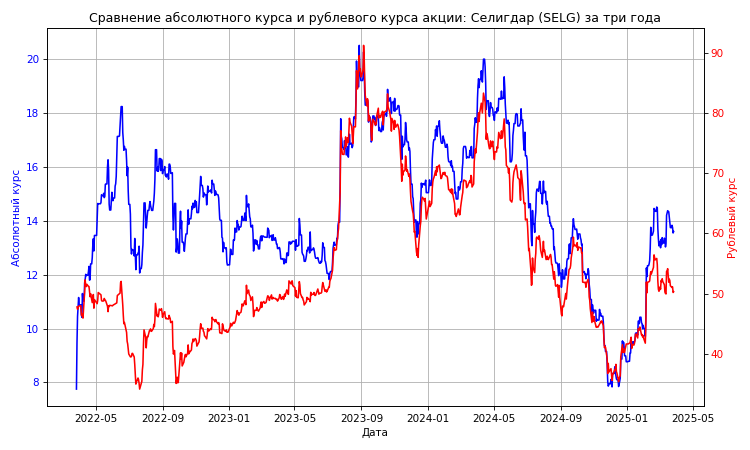 Сравнение абсолютного курса и рублевого курса акции: Селигдар (SELG) за три года
20
18
16
14
12
10
8
Абсолютный курс
90
80
70
60
50
40
Рублевый курс
2022-05 2022-09 2023-01 2023-05 2023-09 2024-01 2024-05 2024-09 2025-01 2025-05
Дата